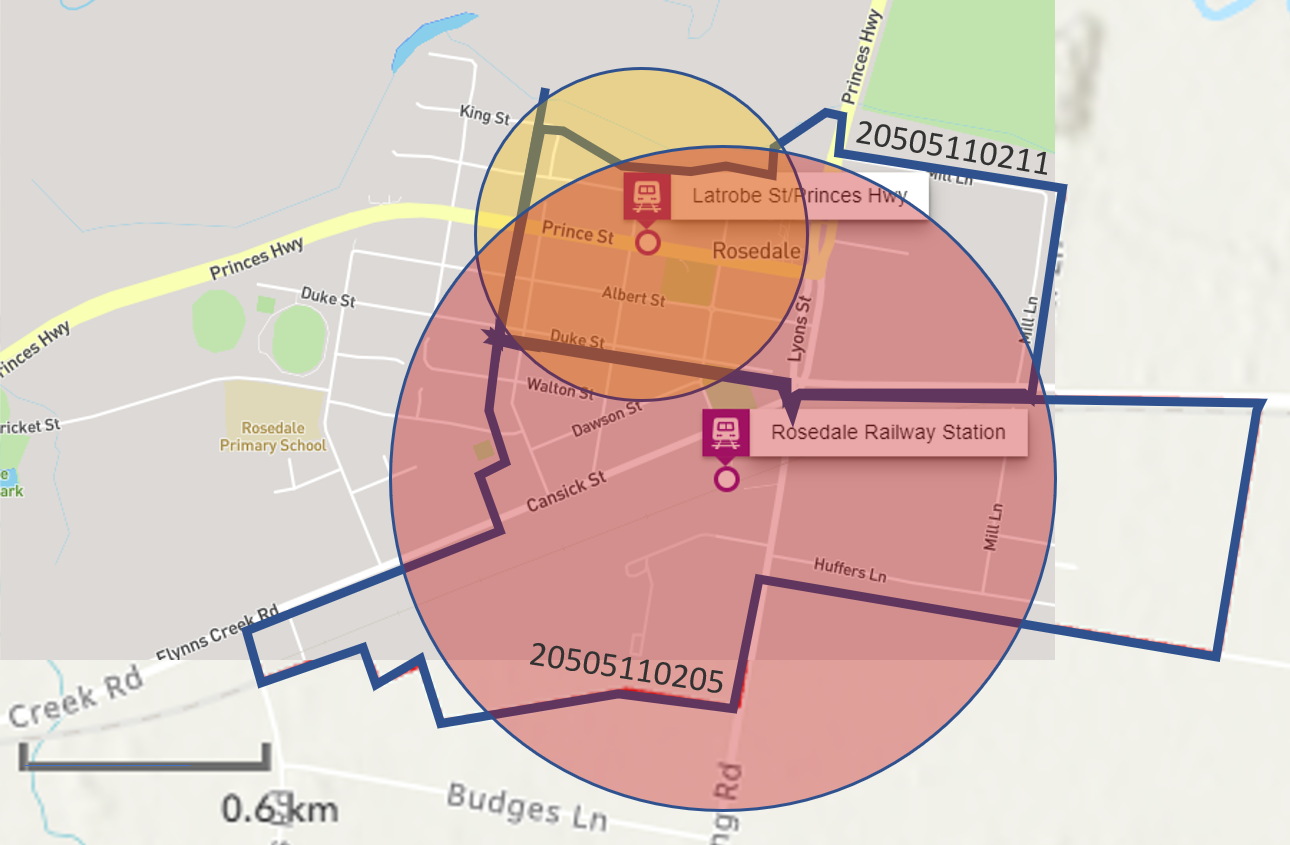 Princes Hwy
King St
20505110211
Mill Ln
Latrobe St/Princes Hwy
Prince St
Rosedale
Princes Hwy
Duke St
Albert St
Lyons St
Mill Ln
Princes Hwy
Duke St
Walton St
Dawson St
ricket St
Rosedale
Primary School
Rosedale Railway Station
e
ark
Cansick St
Mill Ln
Huffers Ln
Flynns Creek Rd
20505110205
Creek Rd
0.6 km
Budges Ln
ng Rd